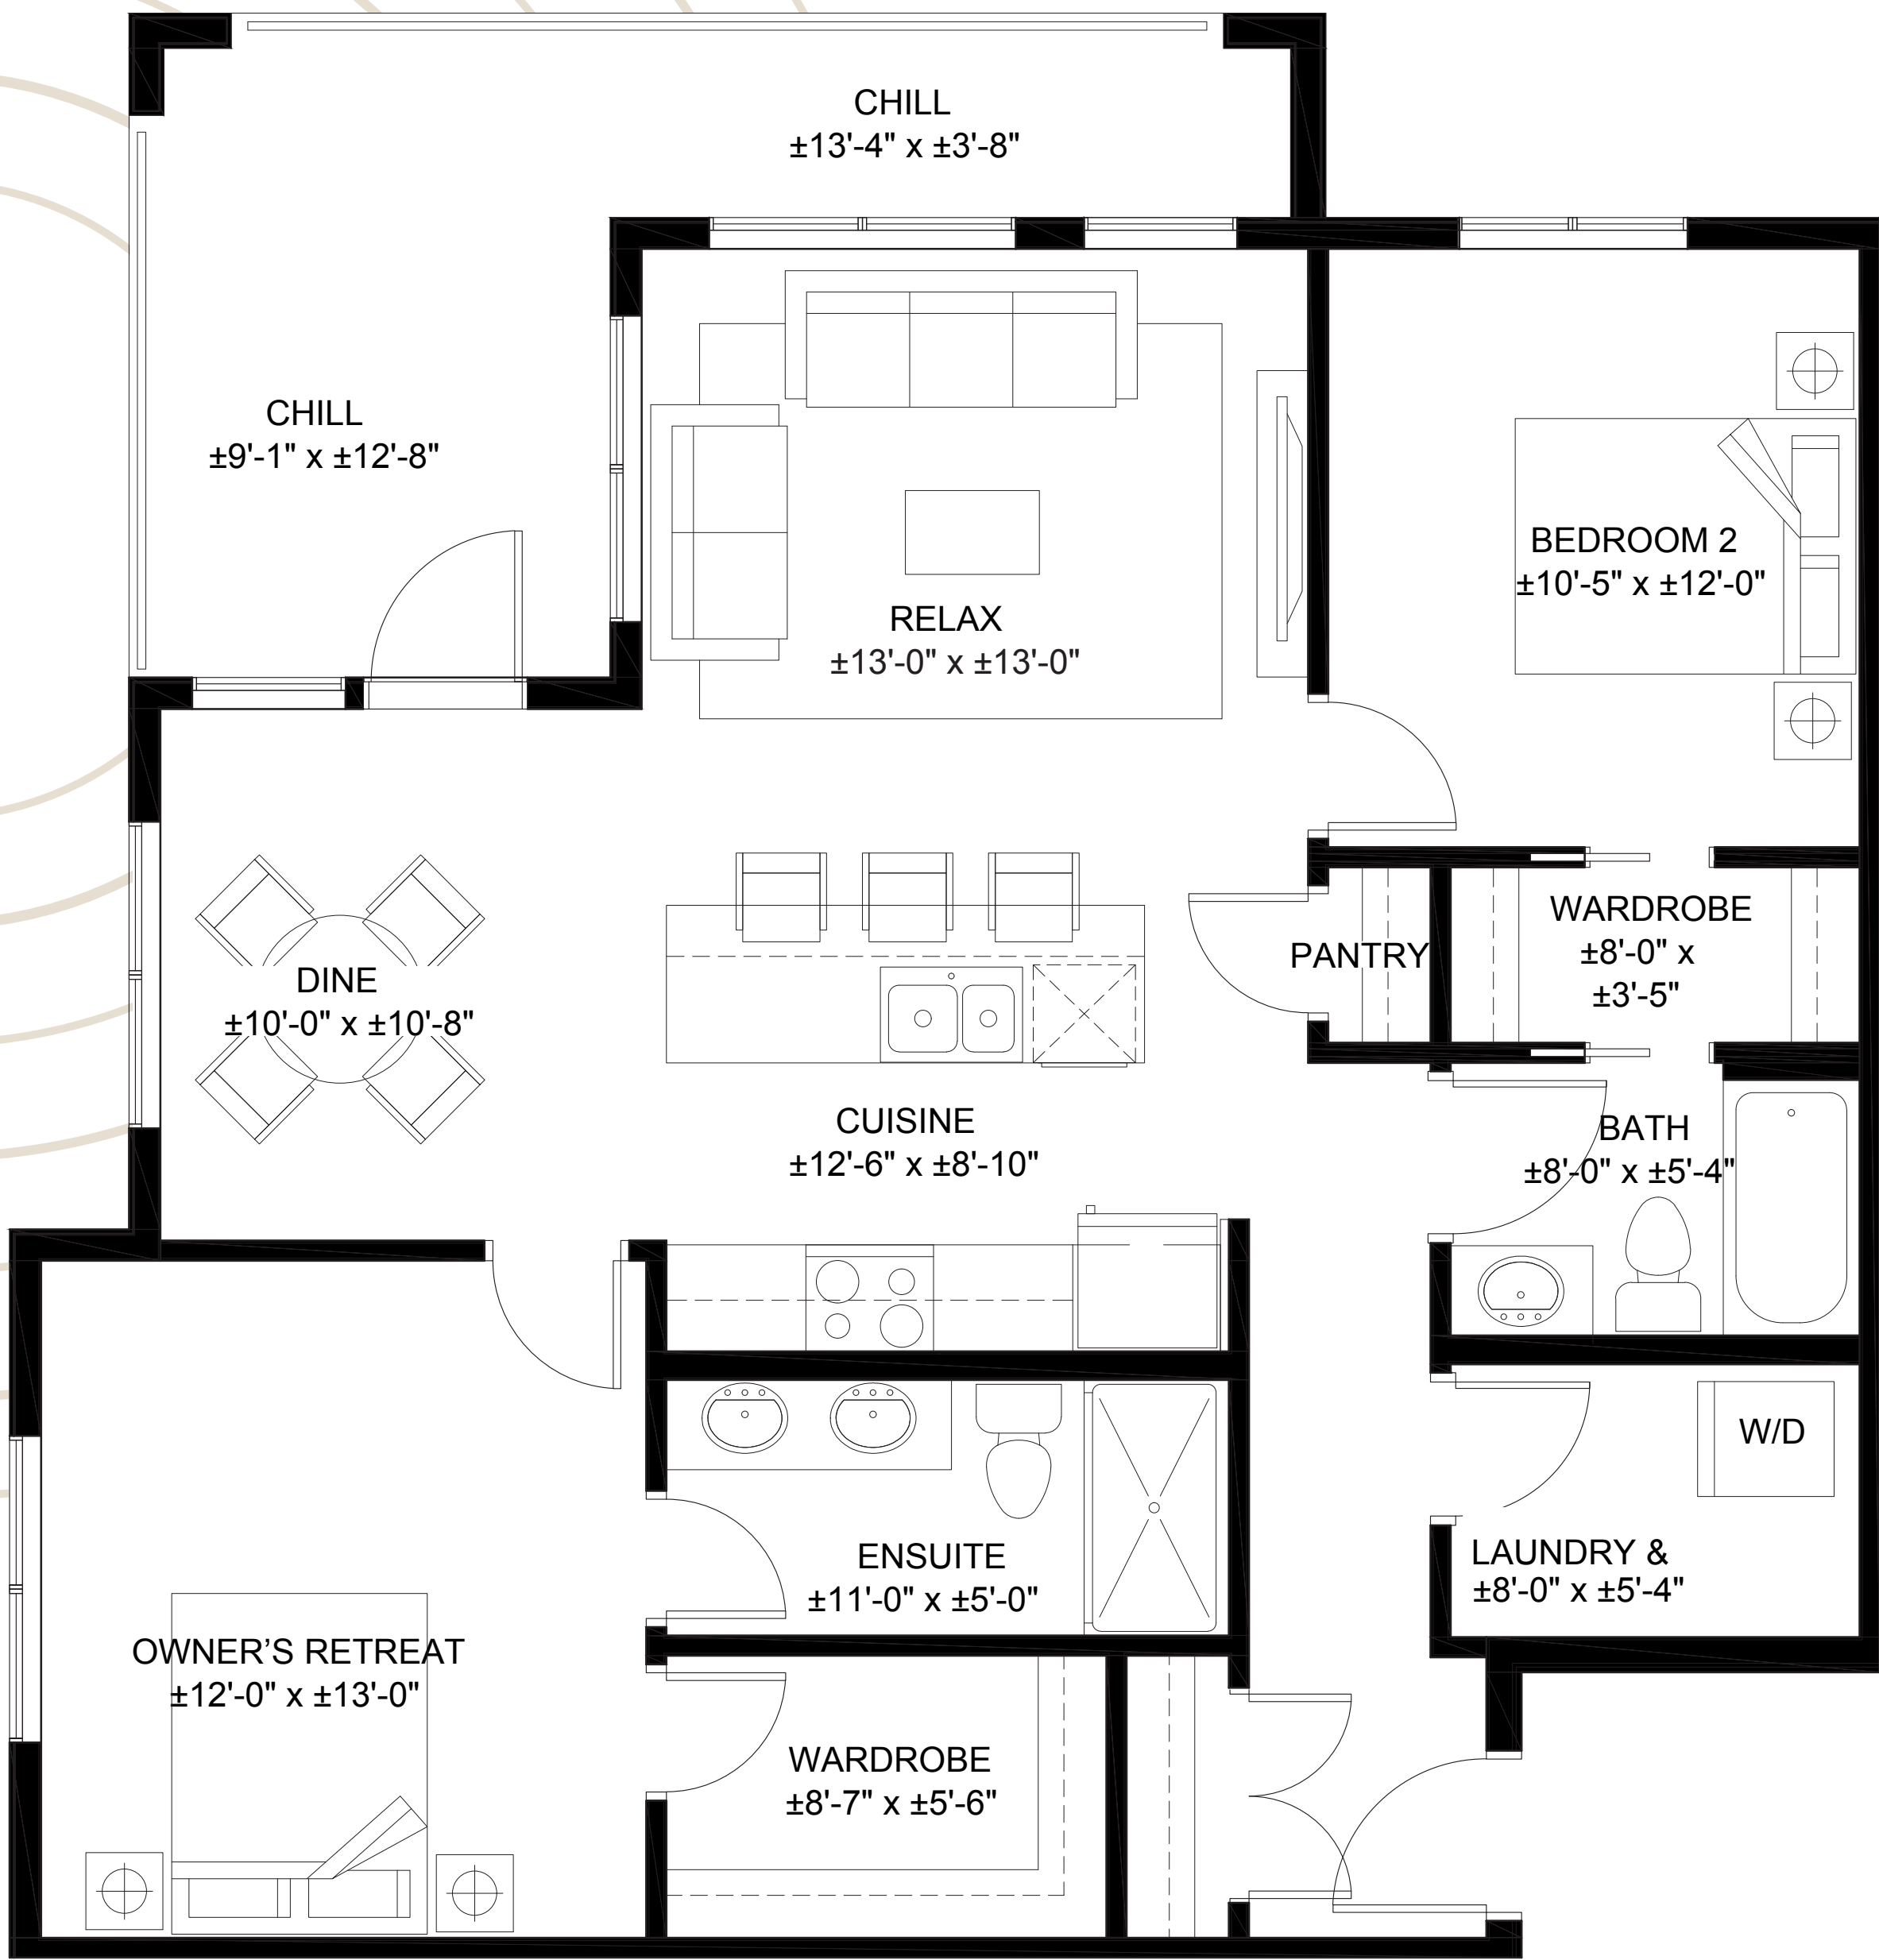 CHILL
±13'-4" x ±3'-8"
CHILL
±9'-1" x ±12'-8"
BEDROOM 2
±10'-5" x ±12'-0"
RELAX
±13'-0" x ±13'-0"
WARDROBE
±8'-0" x
±3'-5"
PANTRY
DINE
±10'-0" x ±10'-8"
CUISINE
±12'-6" x ±8'-10"
BATH
±8'-0" x ±5'-4"
W/D
LAUNDRY &
±8'-0" x ±5'-4"
ENSUITE
±11'-0" x ±5'-0"
OWNER’S RETREAT
±12'-0" x ±13'-0"
WARDROBE
±8'-7" x ±5'-6"